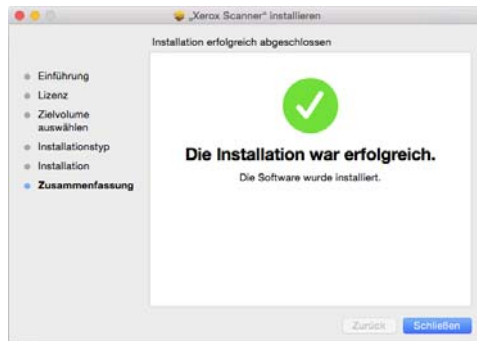 „Xerox Scanner“ installieren
Installation erfolgreich abgeschlossen
Einführung
Lizenz
Zielvolume
auswählen
Installationstyp
Installation
Zusammenfassung
Die Installation war erfolgreich.
Die Software wurde installiert.
Zurück
Schließen